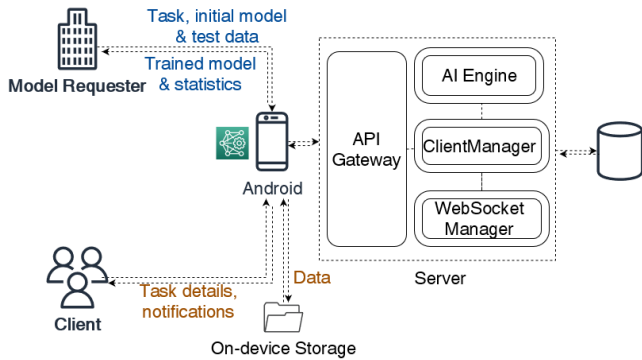 Task, initial model
& test data
Trained model
& statistics
Model Requester
Android
API
Gateway
AI Engine
ClientManager
WebSocket
Manager
Server
Client
Task details,
notifications
Data
On-device Storage